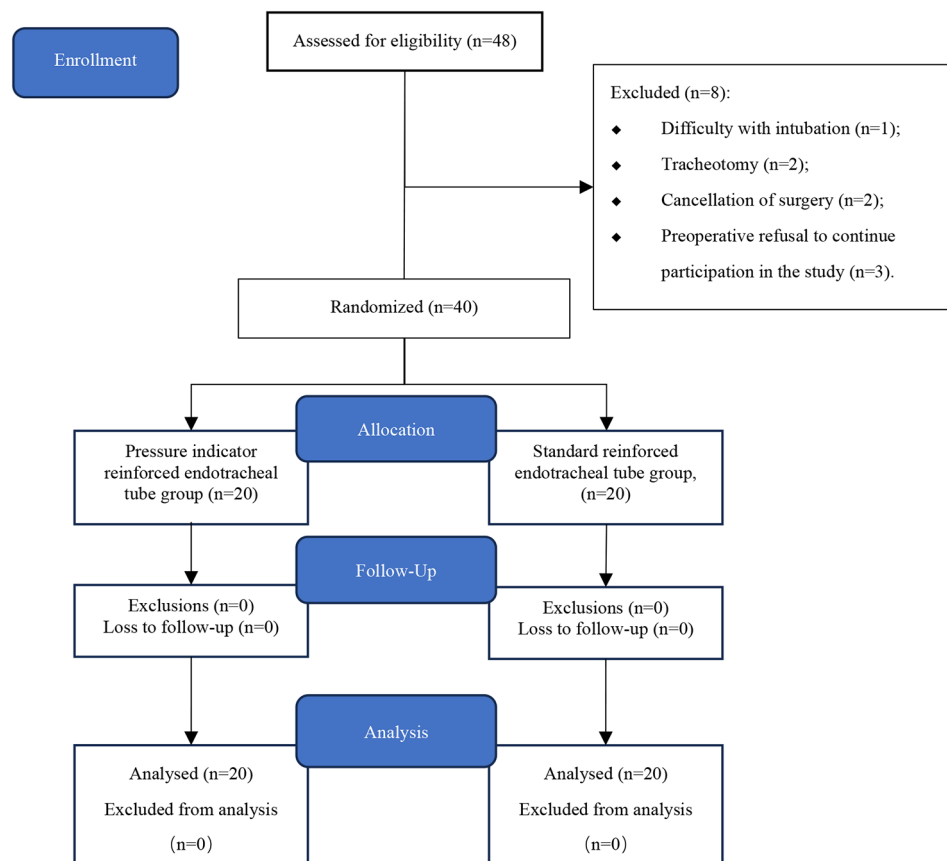 Assessed for eligibility (n=48)
Enrollment
Excluded (n=8):
◆ Difficulty with intubation (n=1);
◆ Tracheotomy (n=2);
◆ Cancellation of surgery (n=2);
◆ Preoperative refusal to continue
participation in the study (n=3).
Randomized (n=40)
Allocation
Pressure indicator
reinforced endotracheal
tube group (n=20)
Standard reinforced
endotracheal tube group,
(n=20)
Follow-Up
Exclusions (n=0)
Loss to follow-up (n=0)
Exclusions (n=0)
Loss to follow-up (n=0)
Analysis
Analysed (n=20)
Excluded from analysis
（n=0）
Analysed (n=20)
Excluded from analysis
（n=0）